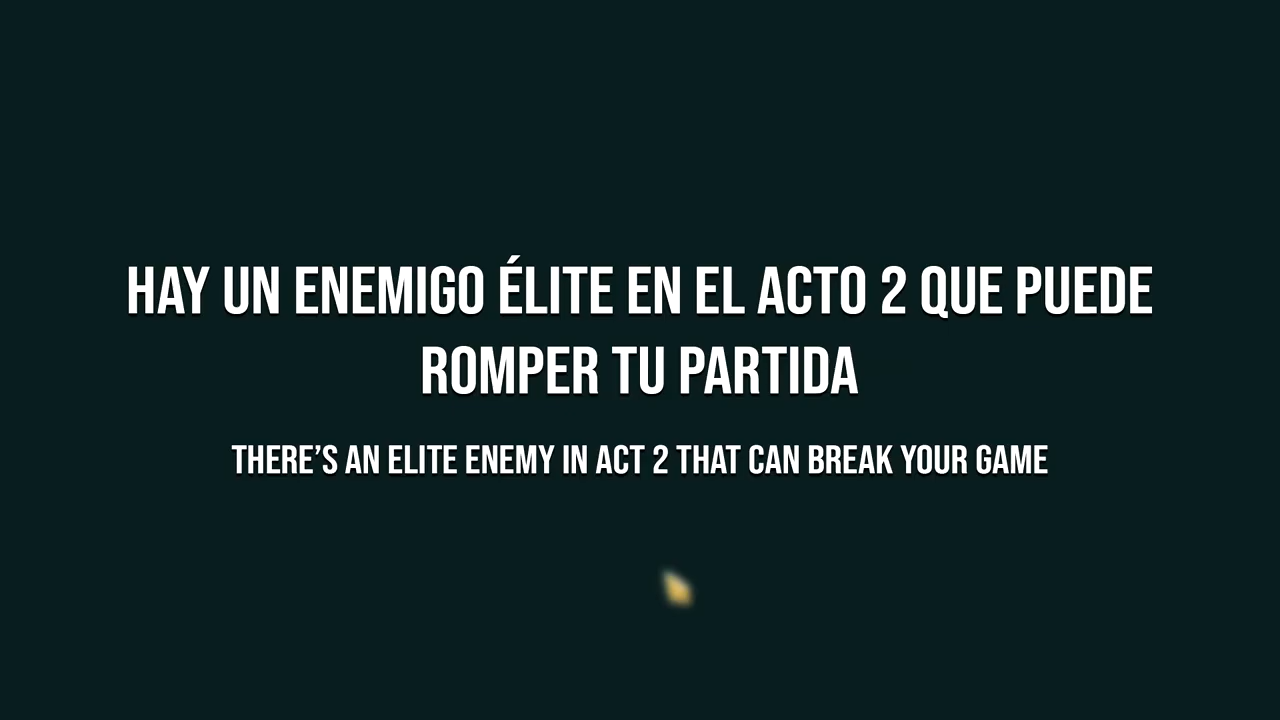 HAY UN ENEMIGO ÉLITE EN EL ACTO 2 QUE PUEDE
ROMPER TU PARTIDA
THERE’S AN ELITE ENEMY IN ACT 2 THAT CAN BREAK YOUR GAME